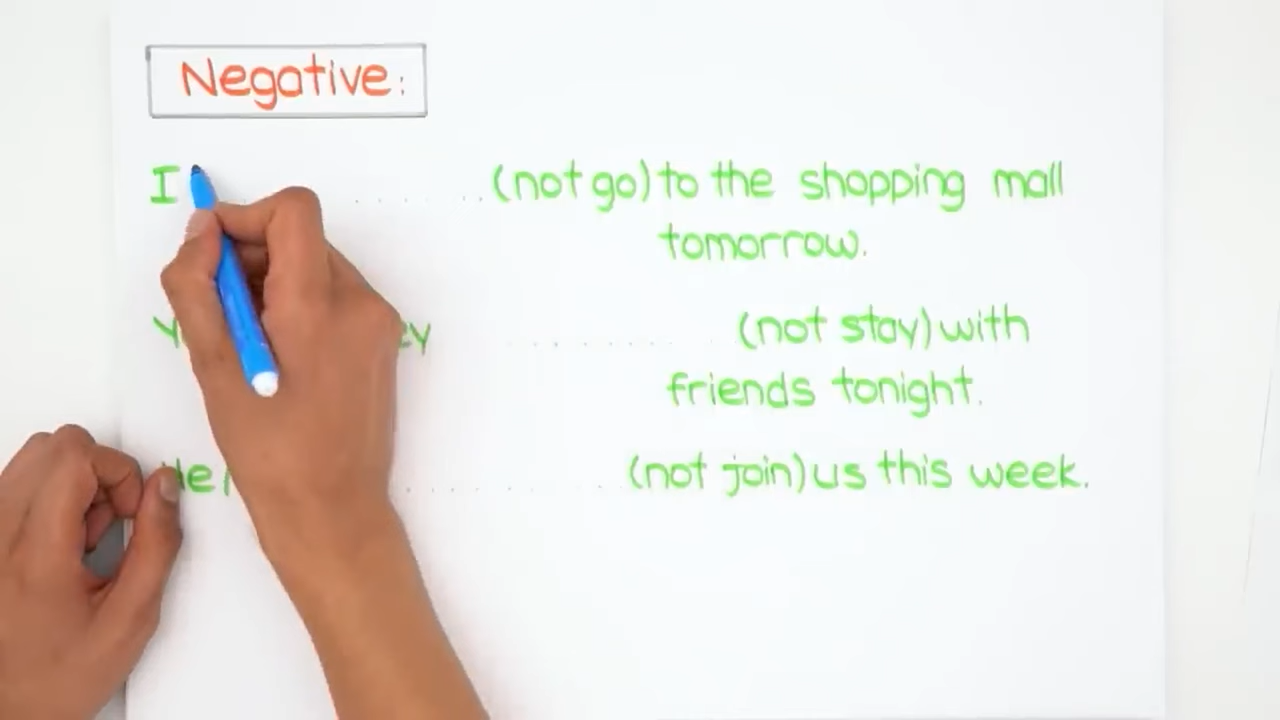 Negative:
I ............ (not go) to the shopping mall
tomorrow.
............ (not stay) with
friends tonight.
............ (not join) us this week.